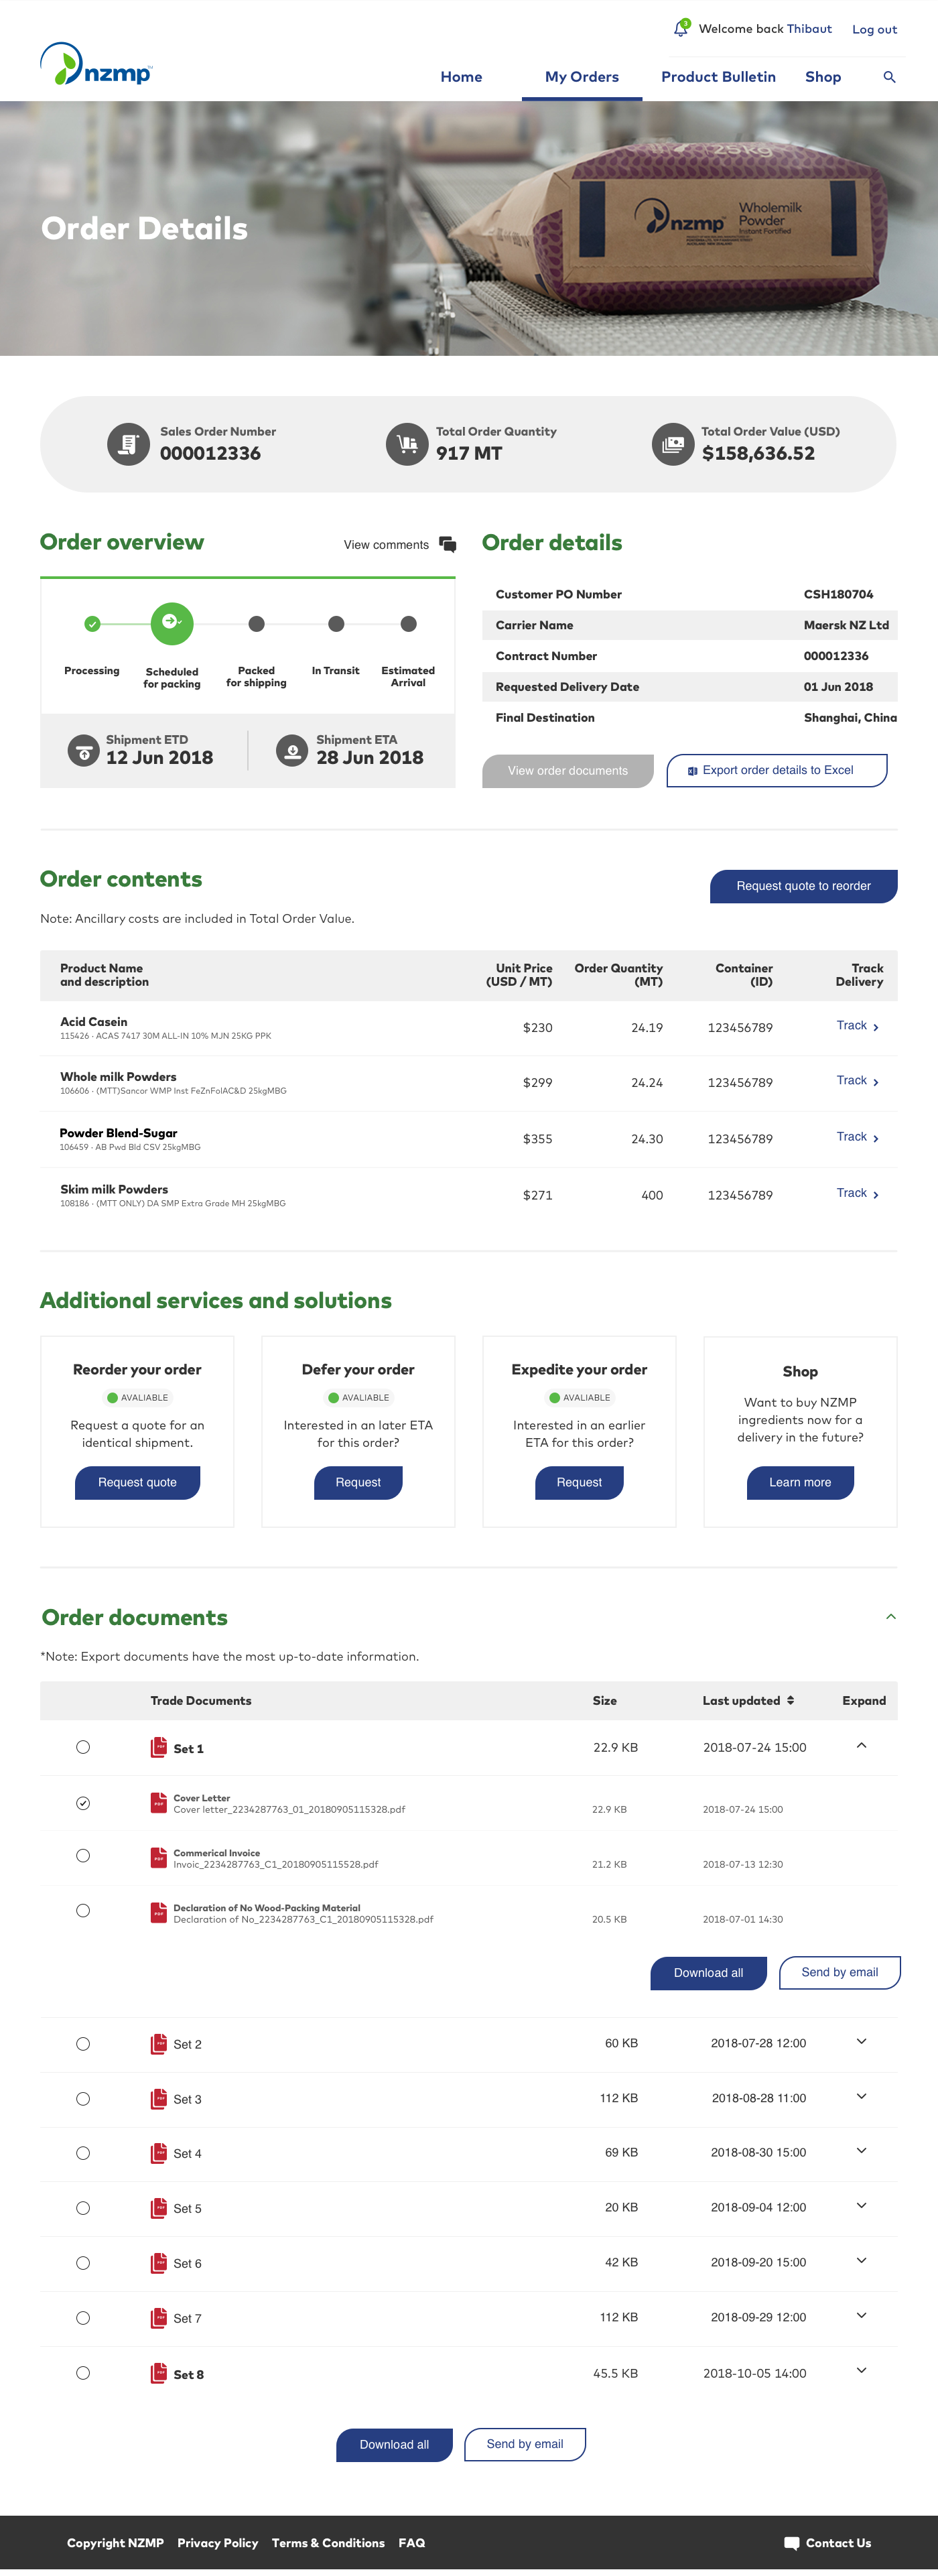 3
Welcome back Thibaut
Log out
nzmp
Home
My Orders
Product Bulletin
Shop
25kg
nzmp
Wholemilk
Powder
Instant Fortified
Order Details
Sales Order Number
000012336
Total Order Quantity
917 MT
Total Order Value (USD)
$158,636.52
Order overview
View comments
Processing
Scheduled
for packing
Packed
for shipping
In Transit
Estimated
Arrival
Shipment ETD
12 Jun 2018
Shipment ETA
28 Jun 2018
Order details
Customer PO Number CSH180704
Carrier Name Maersk NZ Ltd
Contract Number 000012336
Requested Delivery Date 01 Jun 2018
Final Destination Shanghai, China
View order documents
Export order details to Excel
Order contents
Request quote to reorder
Note: Ancillary costs are included in Total Order Value.
Product Name
and description
Unit Price
(USD / MT)
Order Quantity
(MT)
Container
(ID)
Track
Delivery
Acid Casein
115426 - ACAS 7417 30M ALL-IN 10% MJN 25KG PPK
$230 24.19 123456789 Track
Whole milk Powders
106606 - (MTT)Sancor WMP Inst FeZnFolAC&D 25kgMBG
$299 24.24 123456789 Track
Powder Blend-Sugar
106459 - AB Pwd Bld CSV 25kgMBG
$355 24.30 123456789 Track
Skim milk Powders
108186 - (MTT ONLY) DA SMP Extra Grade MH 25kgMBG
$271 400 123456789 Track
Additional services and solutions
Reorder your order
AVALIABLE
Request a quote for an
identical shipment.
Request quote
Defer your order
AVALIABLE
Interested in an later ETA
for this order?
Request
Expedite your order
AVALIABLE
Interested in an earlier
ETA for this order?
Request
Shop
Want to buy NZMP
ingredients now for a
delivery in the future?
Learn more
Order documents
*Note: Export documents have the most up-to-date information.
Trade Documents Size Last updated Expand
Set 1 22.9 KB 2018-07-24 15:00
Cover Letter
Cover letter_2234287763_01_20180905115328.pdf 22.9 KB 2018-07-24 15:00
Commerical Invoice
Invoic_2234287763_C1_20180905115528.pdf 21.2 KB 2018-07-13 12:30
Declaration of No Wood-Packing Material
Declaration of No_2234287763_C1_20180905115328.pdf 20.5 KB 2018-07-01 14:30
Download all
Send by email
Set 2 60 KB 2018-07-28 12:00
Set 3 112 KB 2018-08-28 11:00
Set 4 69 KB 2018-08-30 15:00
Set 5 20 KB 2018-09-04 12:00
Set 6 42 KB 2018-09-20 15:00
Set 7 112 KB 2018-09-29 12:00
Set 8 45.5 KB 2018-10-05 14:00
Download all
Send by email
Copyright NZMP
Privacy Policy
Terms & Conditions
FAQ
Contact Us